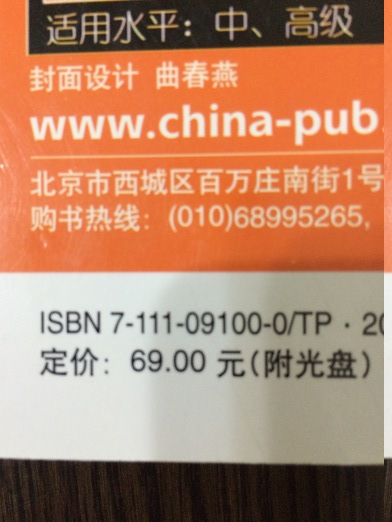 适用水平：中、高级
封面设计 曲春燕
www.china-pub
北京市西城区百万庄南街1号
购书热线：(010)68995265,
ISBN 7-111-09100-0/TP·20
定价：69.00 元(附光盘)